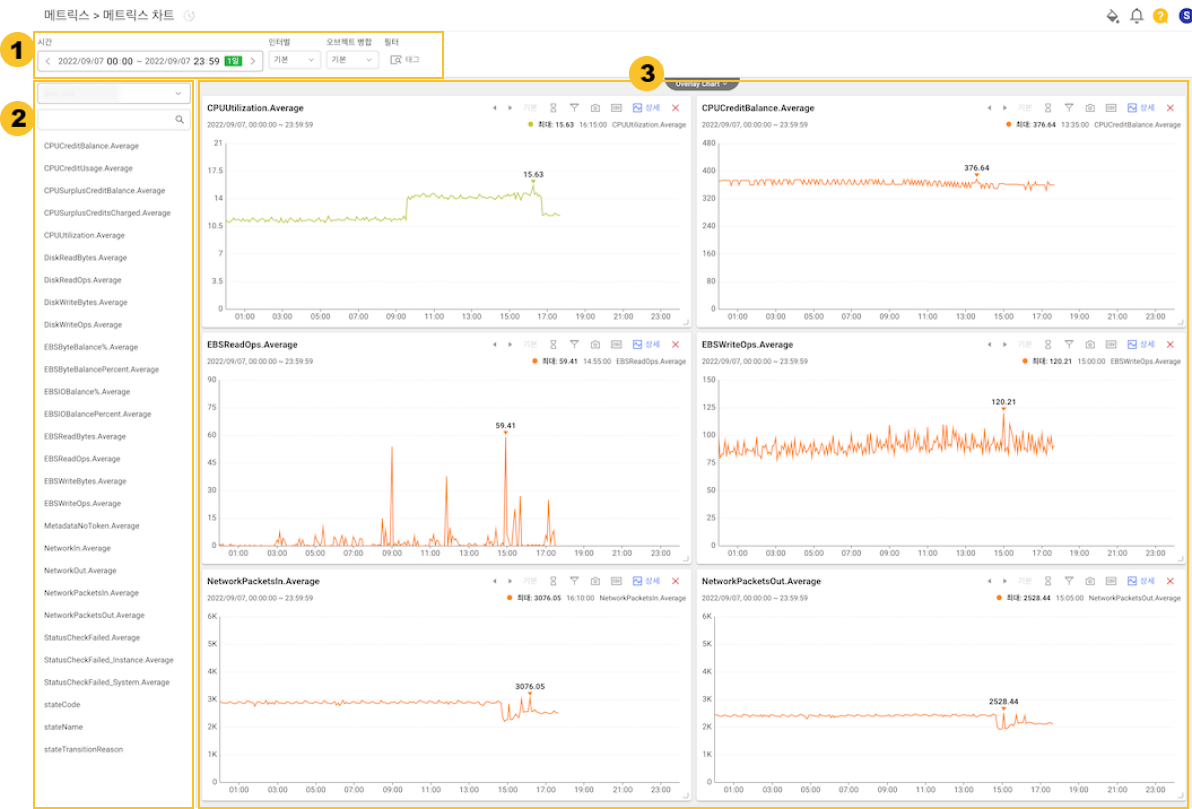 메트릭스 > 메트릭스 차트
S
1
시간 인터벌 오브젝트 병합 필터
< 2022/09/07 00:00 ~ 2022/09/07 23:59 1일 > 기본 기본 태그
2
CPUCreditBalance.Average
CPUCreditUsage.Average
CPUSurplusCreditBalance.Average
CPUSurplusCreditsCharged.Average
CPUUtilization.Average
DiskReadBytes.Average
DiskReadOps.Average
DiskWriteBytes.Average
DiskWriteOps.Average
EBSByteBalance%.Average
EBSByteBalancePercent.Average
EBSIOBalance%.Average
EBSIOBalancePercent.Average
EBSReadBytes.Average
EBSReadOps.Average
EBSWriteBytes.Average
EBSWriteOps.Average
MetadataNoToken.Average
NetworkIn.Average
NetworkOut.Average
NetworkPacketsIn.Average
NetworkPacketsOut.Average
StatusCheckFailed.Average
StatusCheckFailed_Instance.Average
StatusCheckFailed_System.Average
stateCode
stateName
stateTransitionReason
3
Overlay Chart
CPUUtilization.Average 기본 상세
2022/09/07, 00:00:00 ~ 23:59:59 최대: 15.63 16:15:00 CPUUtilization.Average
21
17.5
14
10.5
7
3.5
0
15.63
01:00 03:00 05:00 07:00 09:00 11:00 13:00 15:00 17:00 19:00 21:00 23:00
CPUCreditBalance.Average 기본 상세
2022/09/07, 00:00:00 ~ 23:59:59 최대: 376.64 13:35:00 CPUCreditBalance.Average
480
400
320
240
160
80
0
376.64
01:00 03:00 05:00 07:00 09:00 11:00 13:00 15:00 17:00 19:00 21:00 23:00
EBSReadOps.Average 기본 상세
2022/09/07, 00:00:00 ~ 23:59:59 최대: 59.41 14:55:00 EBSReadOps.Average
90
75
60
45
30
15
0
59.41
01:00 03:00 05:00 07:00 09:00 11:00 13:00 15:00 17:00 19:00 21:00 23:00
EBSWriteOps.Average 기본 상세
2022/09/07, 00:00:00 ~ 23:59:59 최대: 120.21 15:00:00 EBSWriteOps.Average
150
125
100
75
50
25
0
120.21
01:00 03:00 05:00 07:00 09:00 11:00 13:00 15:00 17:00 19:00 21:00 23:00
NetworkPacketsIn.Average 기본 상세
2022/09/07, 00:00:00 ~ 23:59:59 최대: 3076.05 16:10:00 NetworkPacketsIn.Average
6K
5K
4K
3K
2K
1K
0
3076.05
01:00 03:00 05:00 07:00 09:00 11:00 13:00 15:00 17:00 19:00 21:00 23:00
NetworkPacketsOut.Average 기본 상세
2022/09/07, 00:00:00 ~ 23:59:59 최대: 2528.44 15:05:00 NetworkPacketsOut.Average
6K
5K
4K
3K
2K
1K
0
2528.44
01:00 03:00 05:00 07:00 09:00 11:00 13:00 15:00 17:00 19:00 21:00 23:00